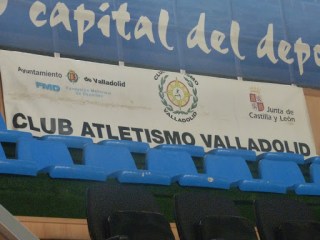 capital del depo
Ayuntamiento de Valladolid
PMD
CLUB ATLETISMO
VALLADOLID
Junta de
Castilla y León
CLUB ATLETISMO VALLADOLID